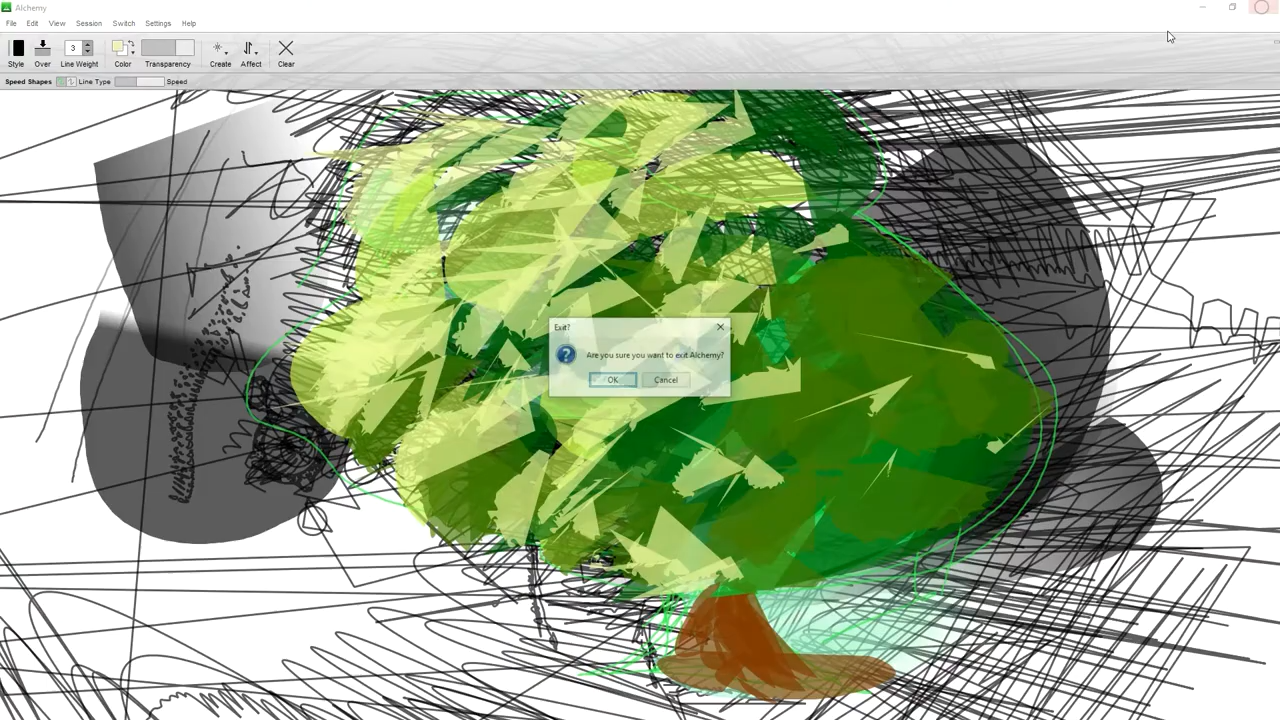 Alchemy
File Edit View Session Switch Settings Help
3
Style Over Line Weight Color Transparency Create Affect Clear
Speed Shapes Line Type Speed
Exit?
Are you sure you want to exit Alchemy?
OK Cancel